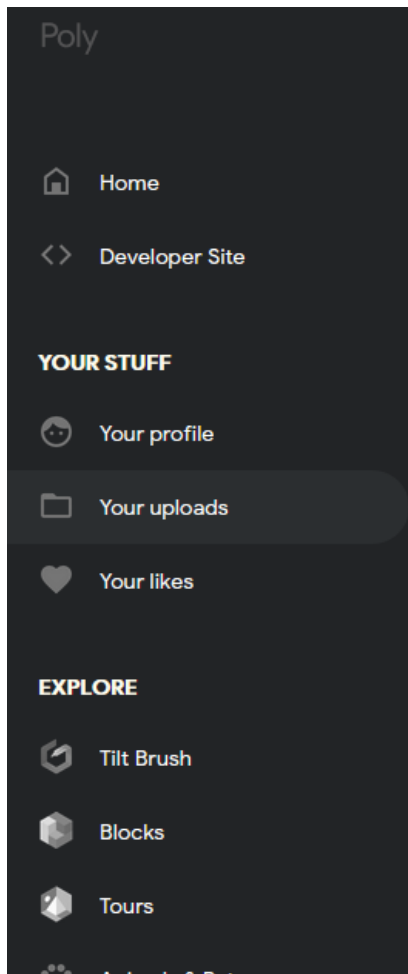 Poly
Home
Developer Site
YOUR STUFF
Your profile
Your uploads
Your likes
EXPLORE
Tilt Brush
Blocks
Tours